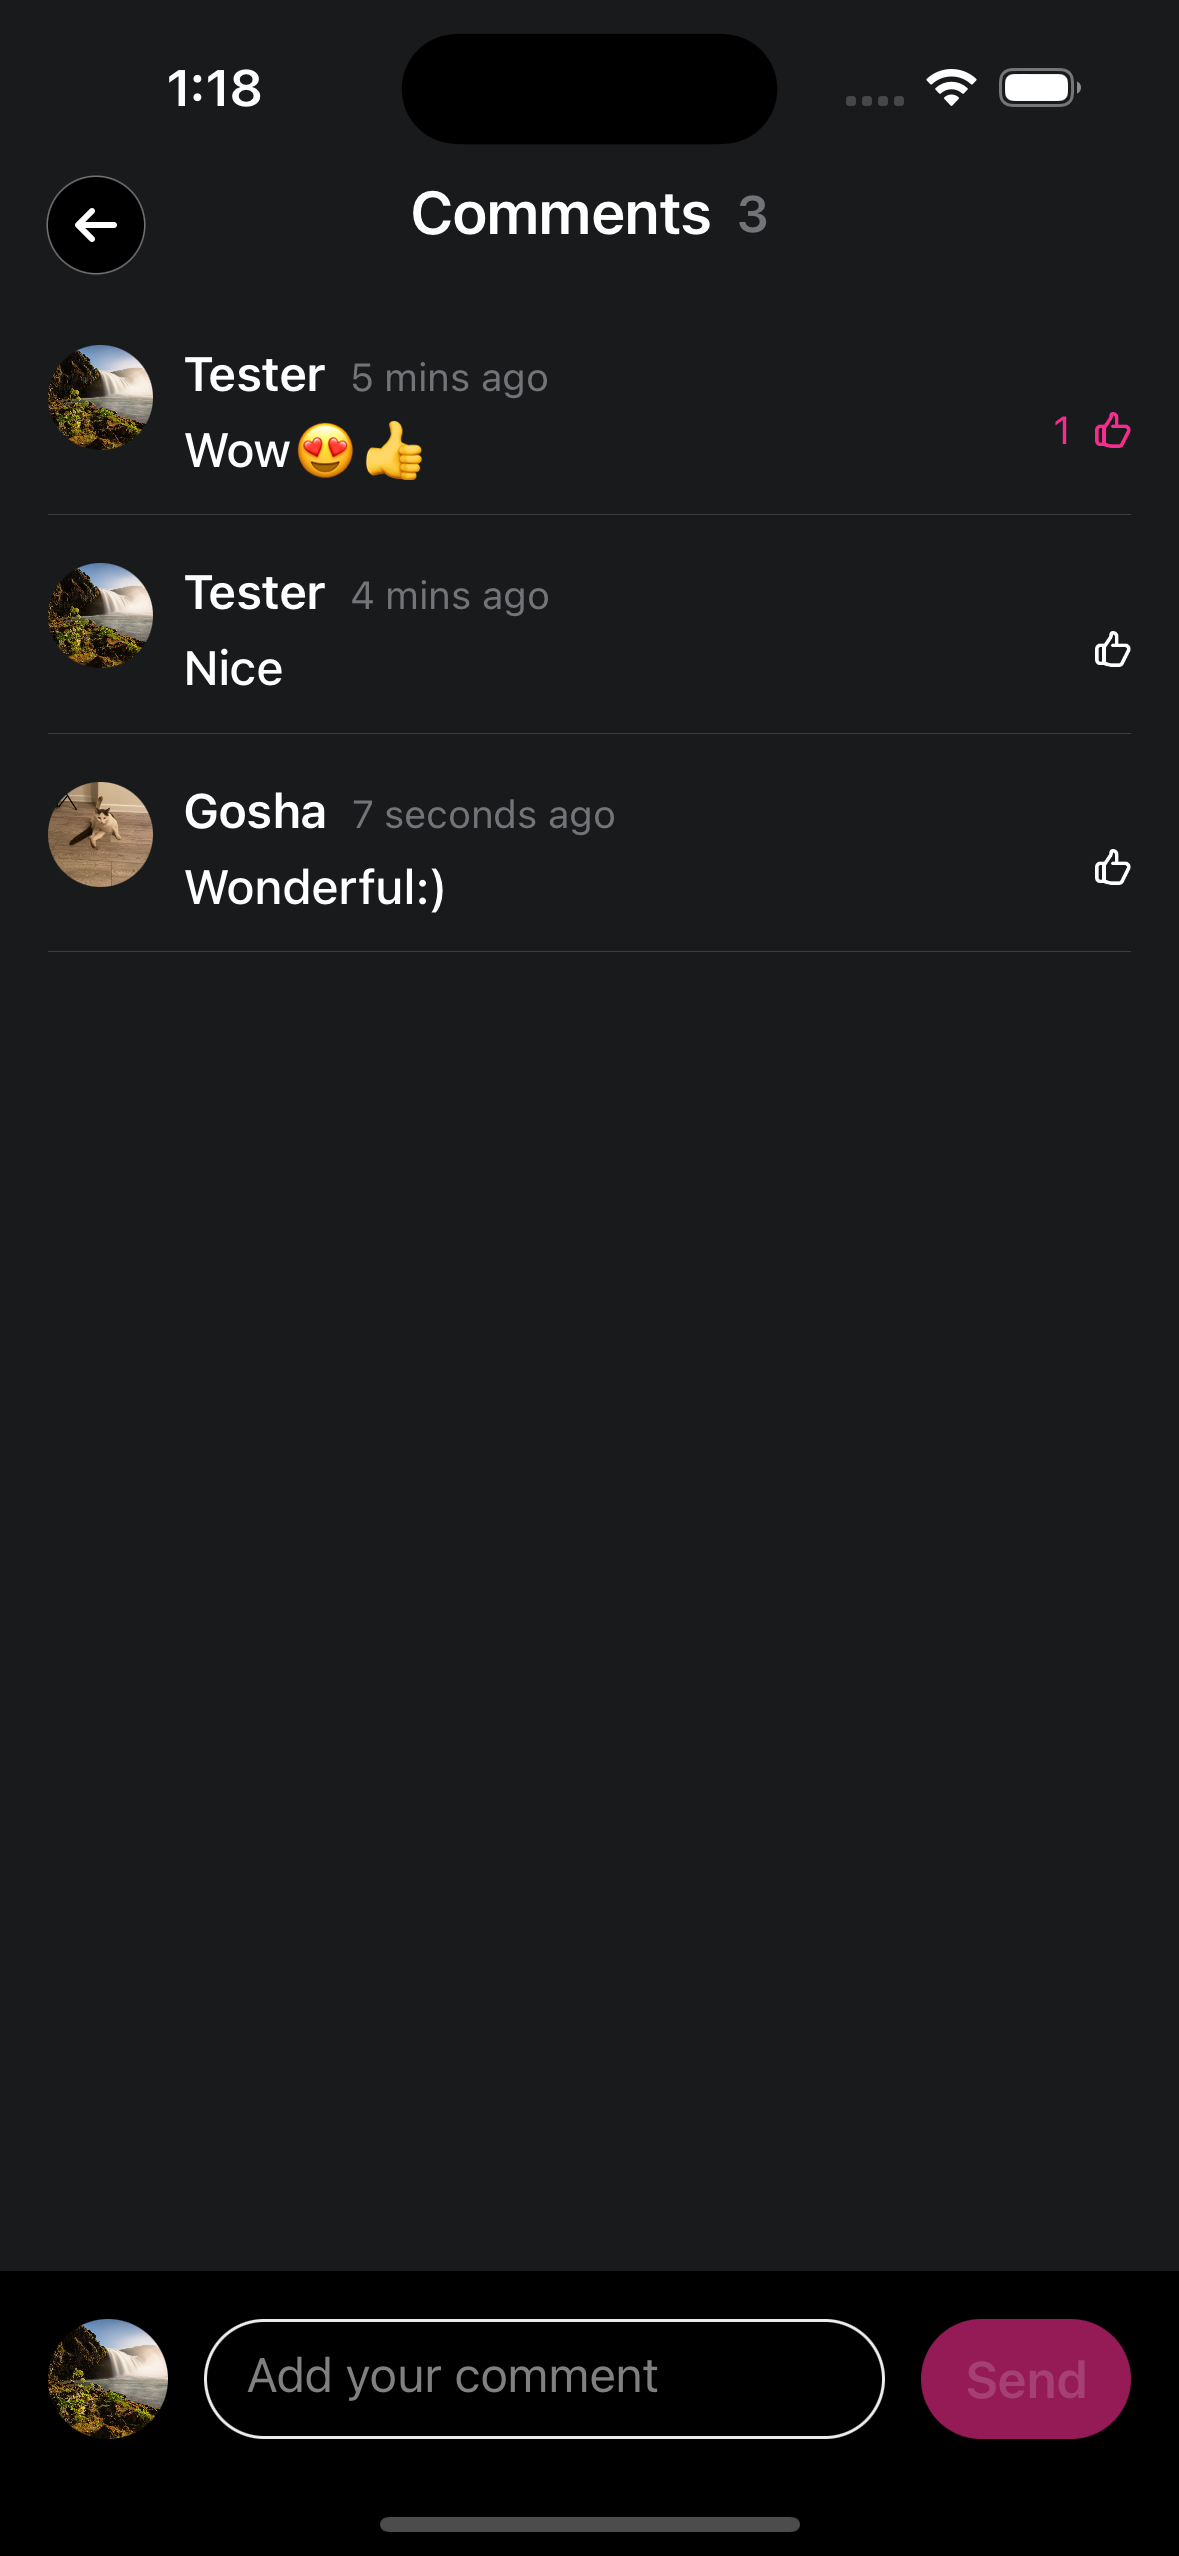 1:18
Comments 3
Tester 5 mins ago
Wow😍👍
1
Tester 4 mins ago
Nice
Gosha 7 seconds ago
Wonderful:)
Add your comment
Send